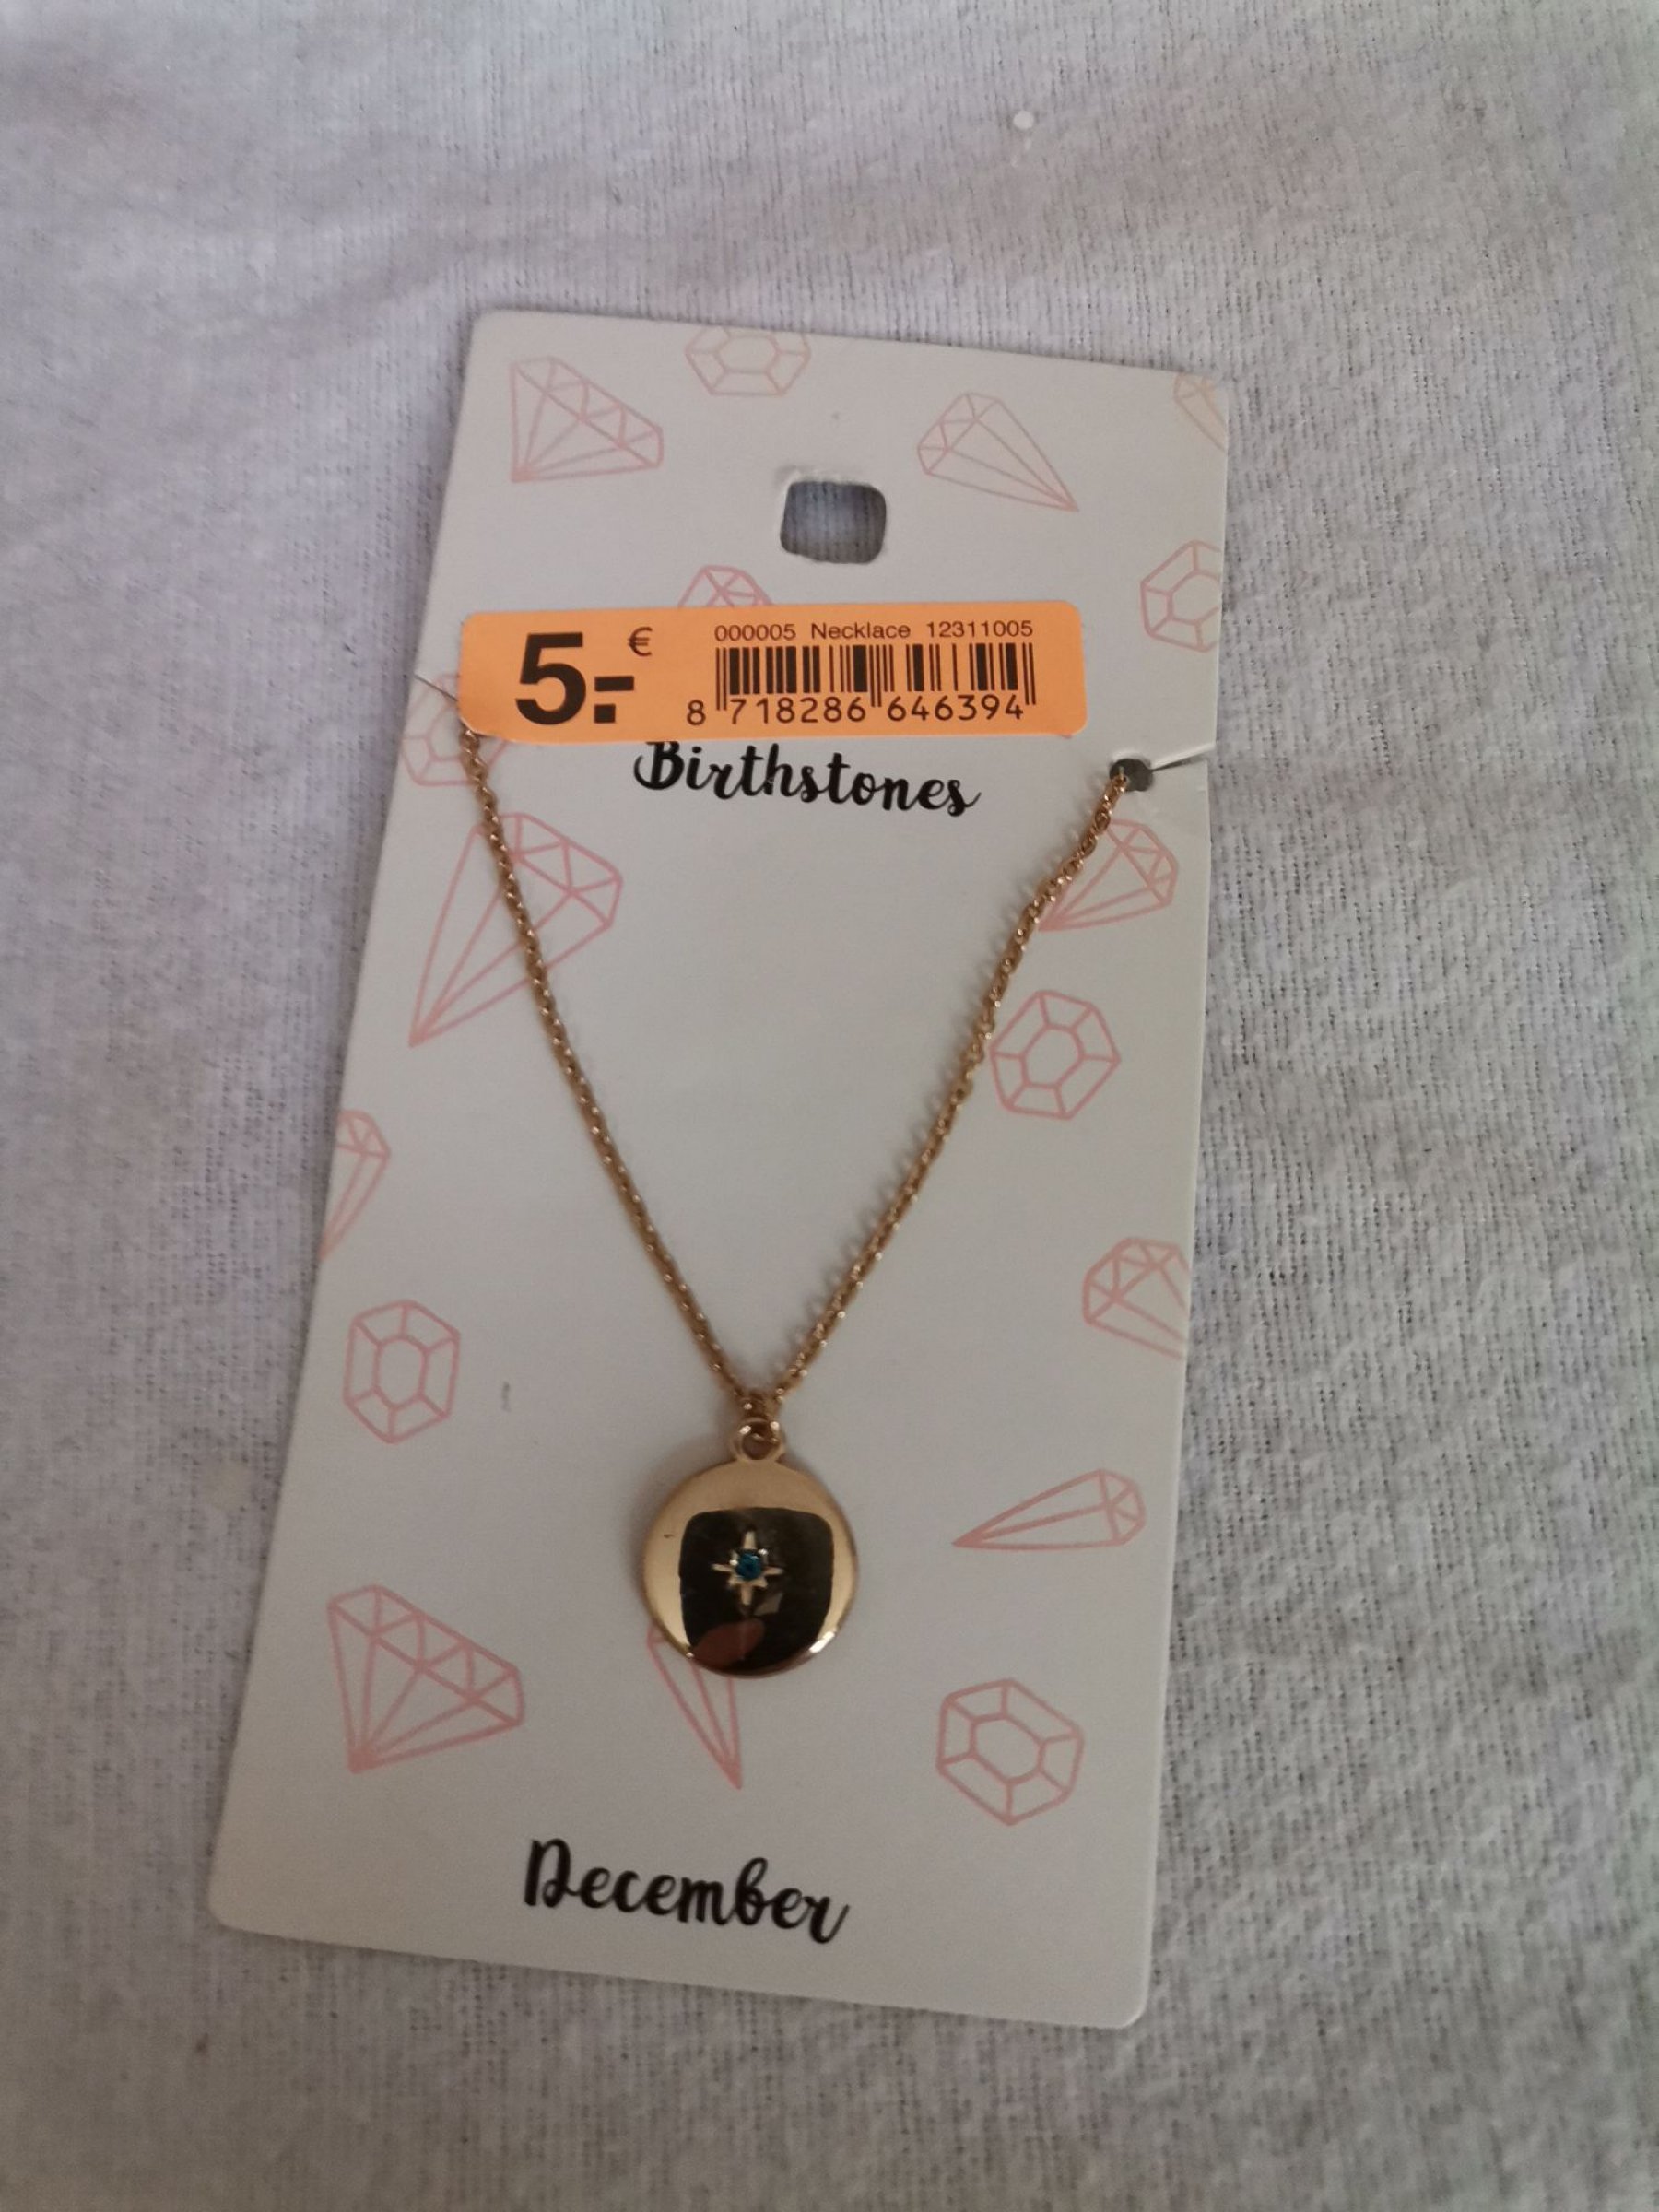 5.-€
000005 Necklace 12311005
8 718286 646394
Birthstones
December